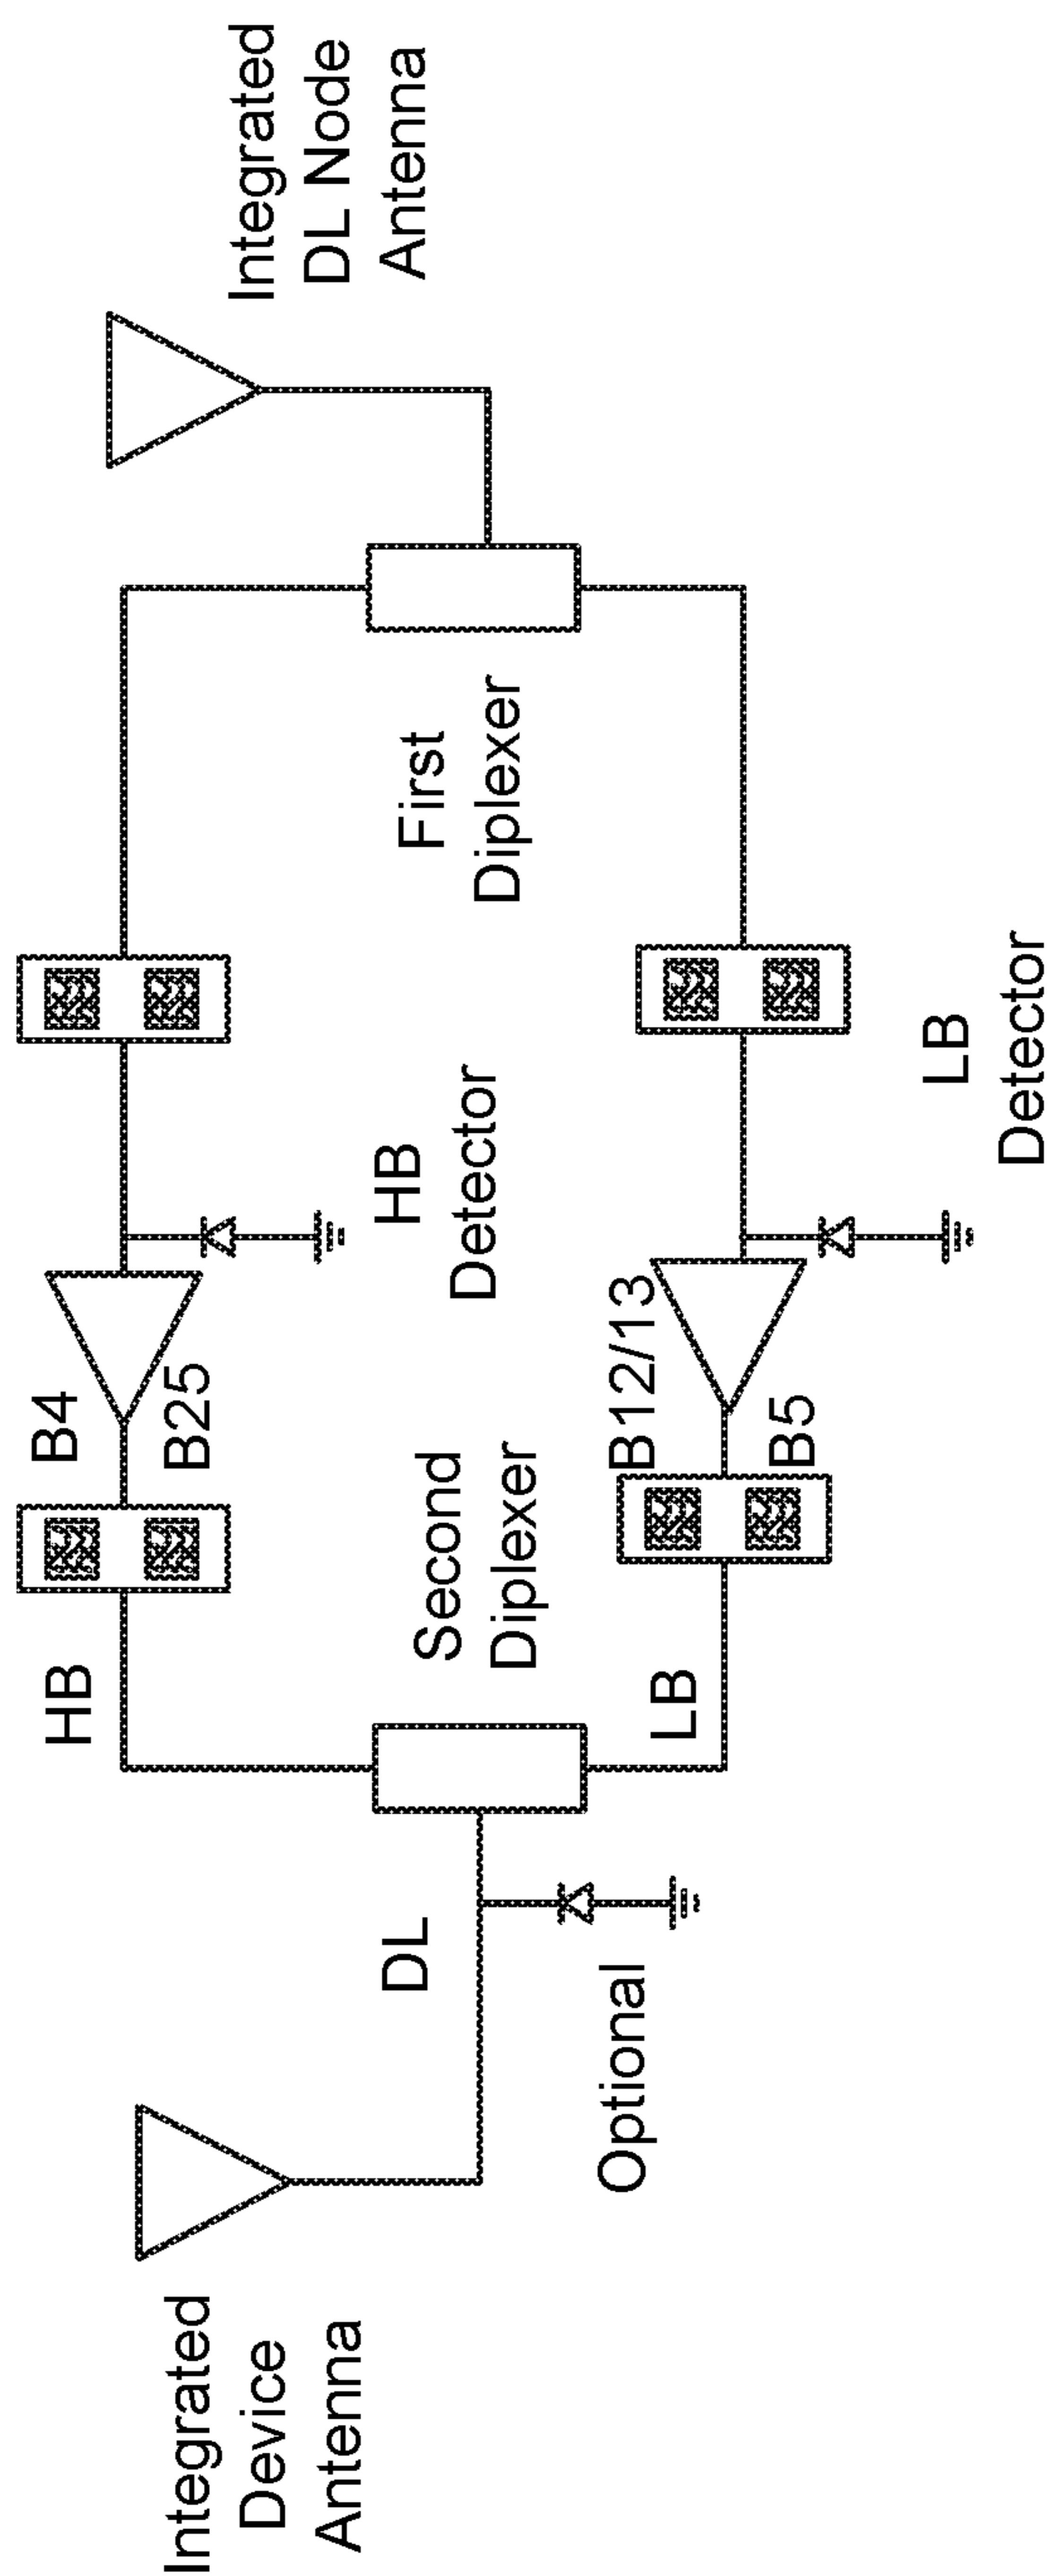 Integrated
Device
Antenna
DL
Optional
HB
LB
Second
Diplexer
B4
B25
B12/13
B5
HB
Detector
LB
Detector
First
Diplexer
Integrated
DL Node
Antenna